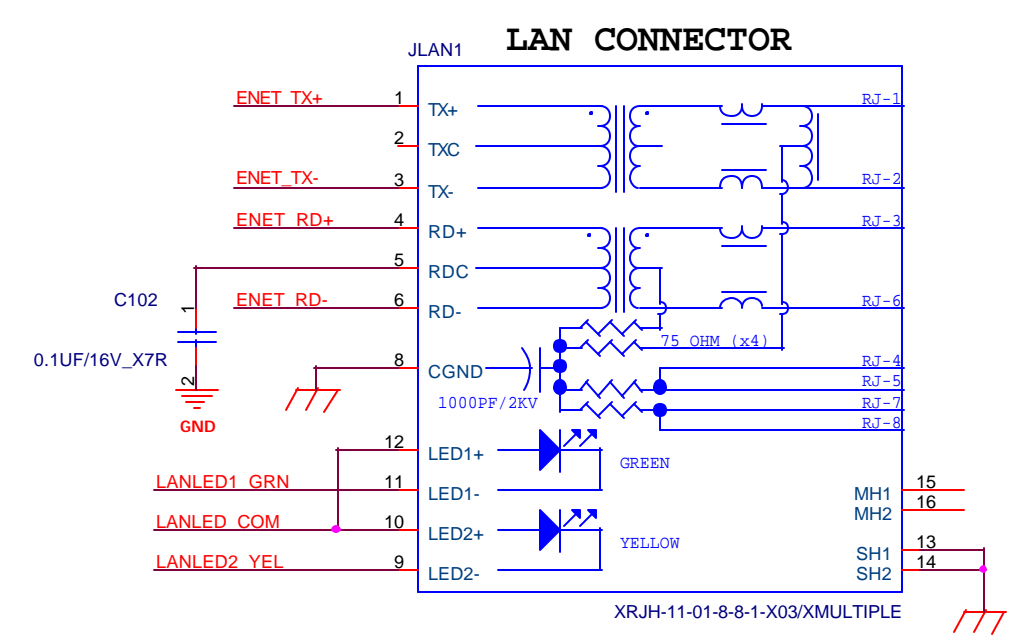 LAN CONNECTOR
JLAN1
ENET_TX+ 1 TX+ RJ-1
2 TXC
ENET_TX- 3 TX- RJ-2
ENET_RD+ 4 RD+ RJ-3
5 RDC
C102 1
ENET_RD- 6 RD- RJ-6
0.1UF/16V_X7R
75 OHM (x4)
8 CGND RJ-4
2
RJ-5
1000PF/2KV RJ-7
GND
RJ-8
12 LED1+
GREEN
LANLED1_GRN 11 LED1-
MH1 15
MH2 16
LANLED_COM 10 LED2+
YELLOW
SH1 13
LANLED2_YEL 9 LED2-
SH2 14
XRJH-11-01-8-8-1-X03/XMULTIPLE